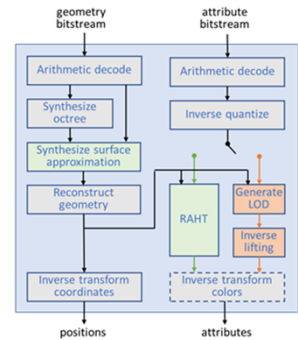 geometry
bitstream
attribute
bitstream
Arithmetic decode
Arithmetic decode
Synthesize
octree
Inverse quantize
Synthesize surface
approximation
Reconstruct
geometry
RAHT
Generate
LOD
Inverse
lifting
Inverse transform
coordinates
Inverse transform
colors
positions
attributes